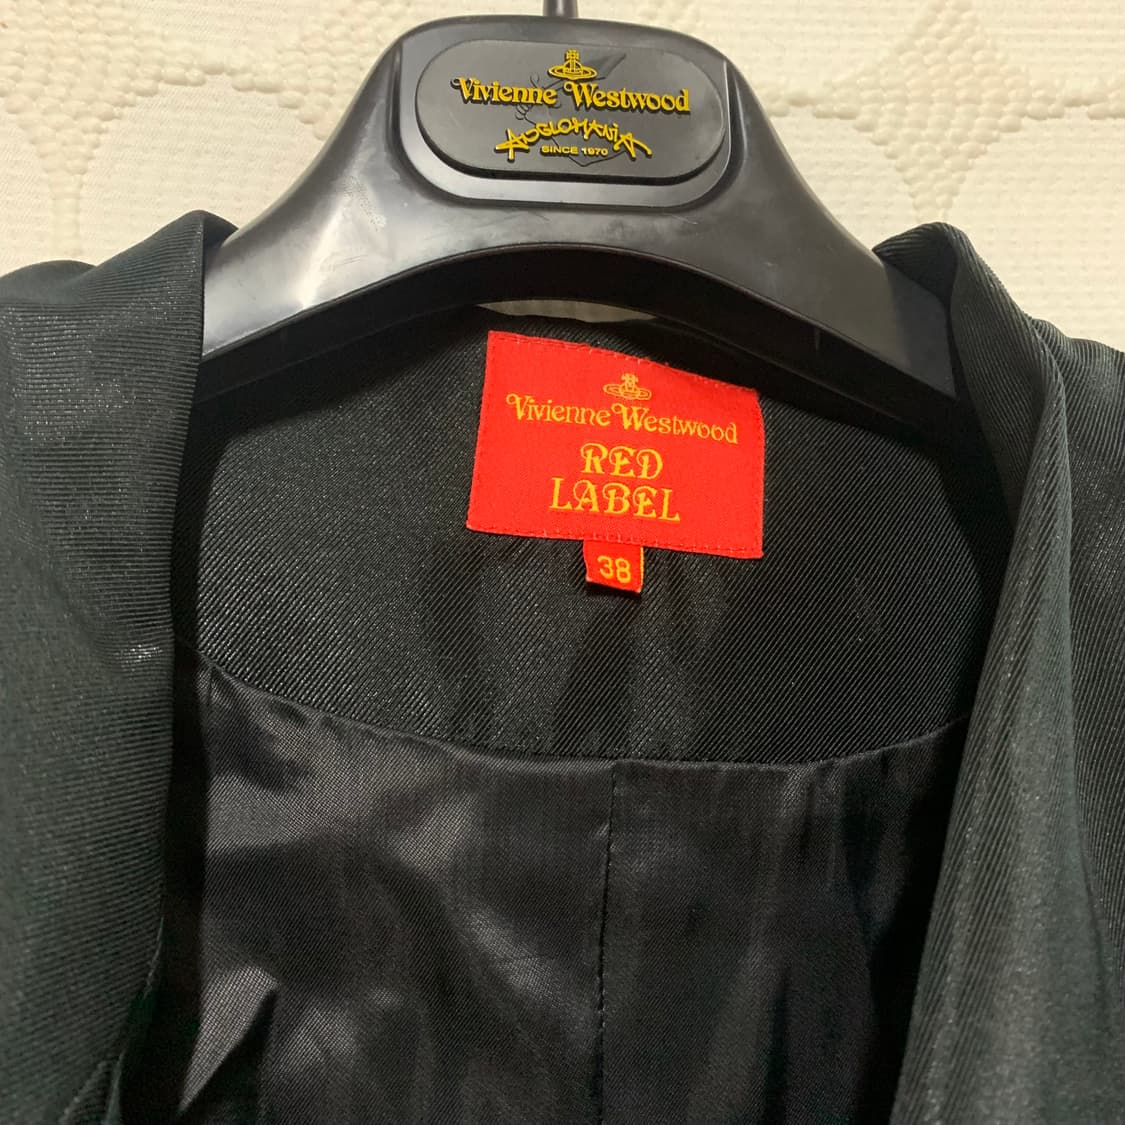 Vivienne Westwood
ANGLOMANIA
SINCE 1970
Vivienne Westwood
RED
LABEL
38